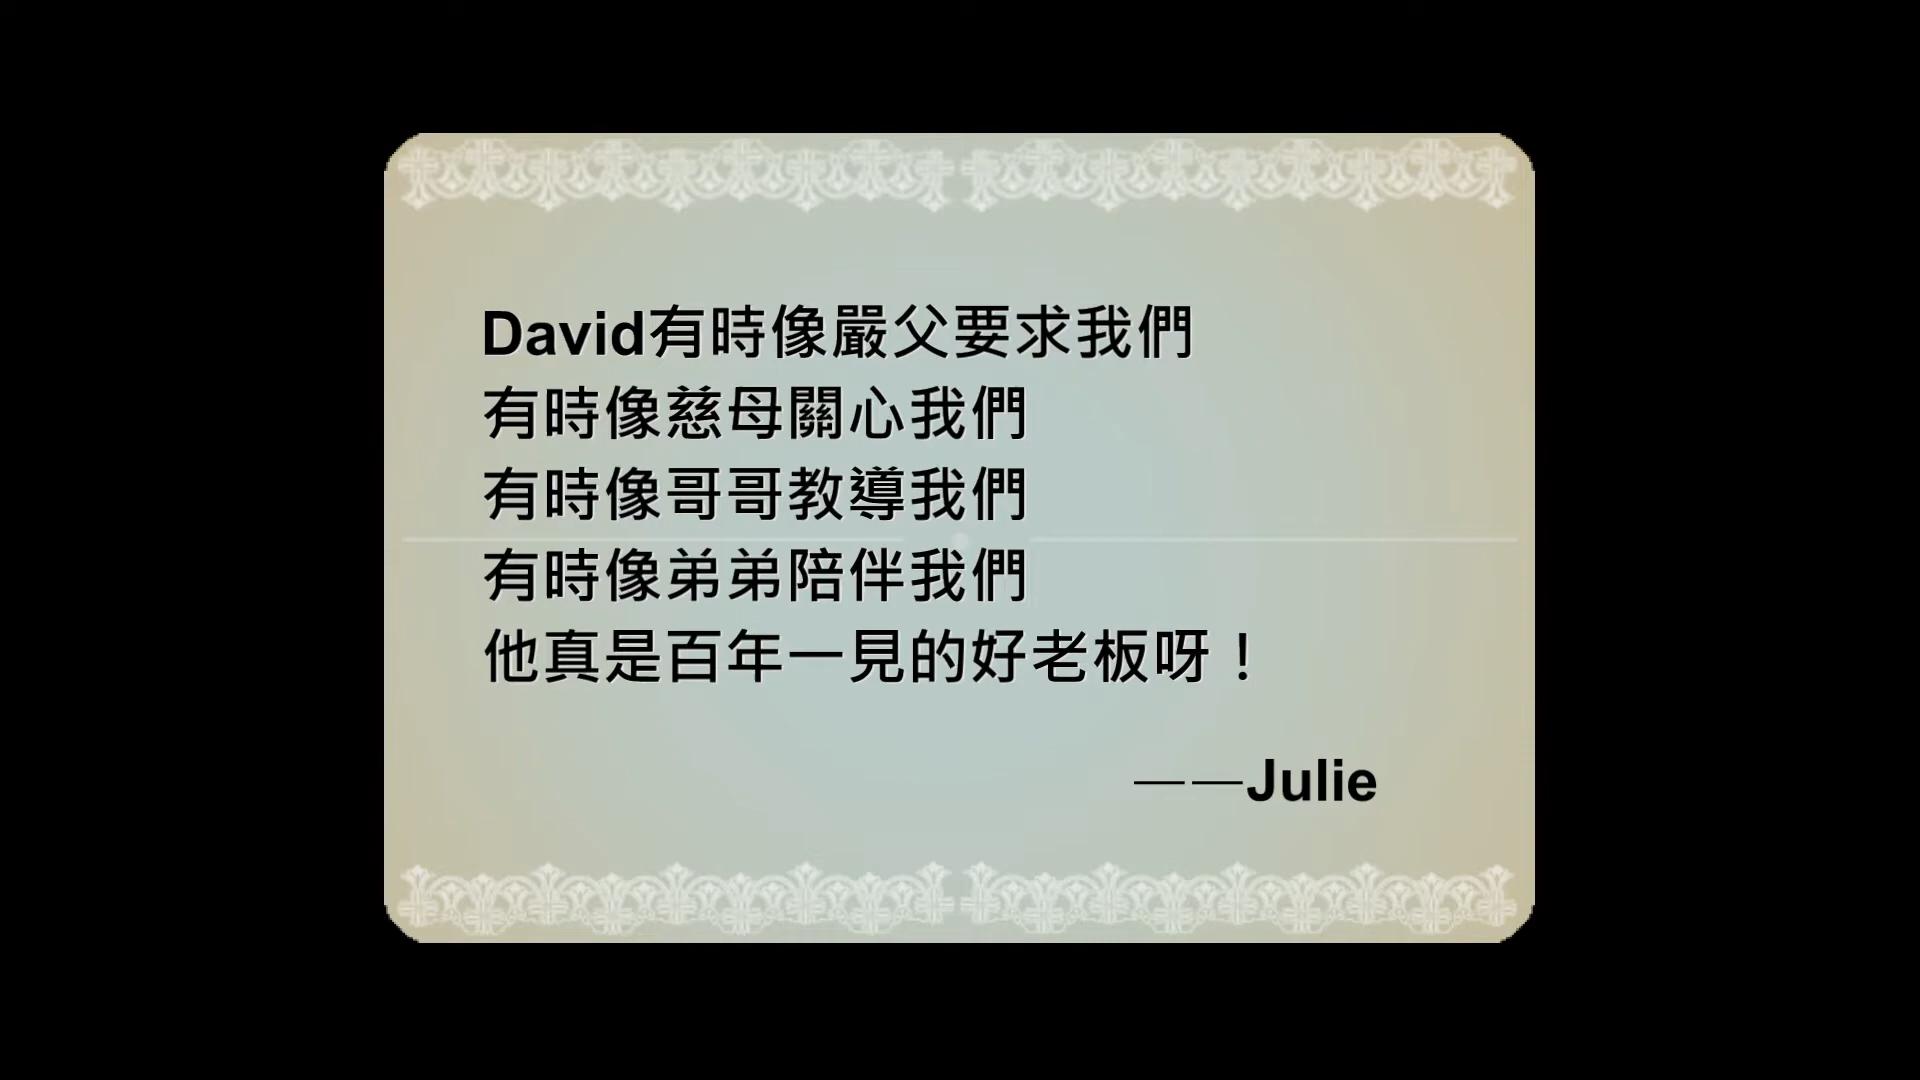 David有時像嚴父要求我們
有時像慈母關心我們
有時像哥哥教導我們
有時像弟弟陪伴我們
他真是百年一見的好老板呀！
——Julie